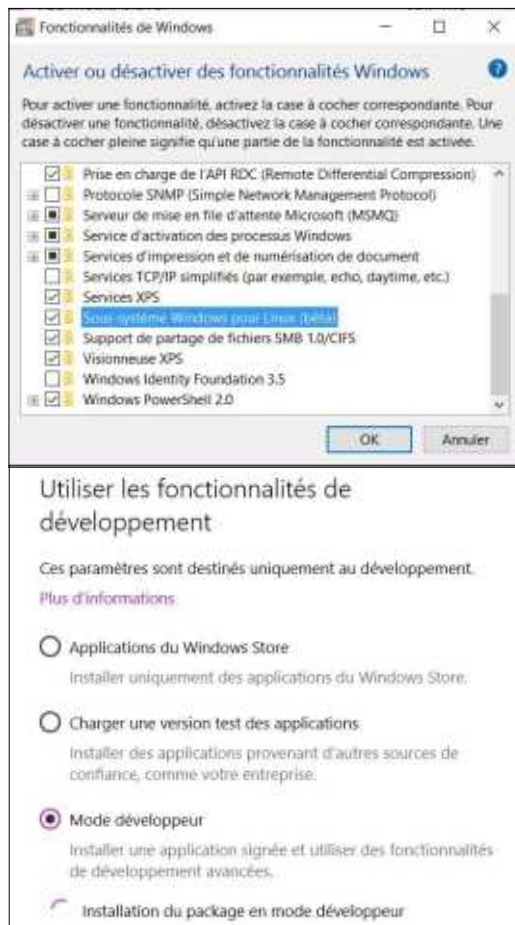 Fonctionnalités de Windows
Activer ou désactiver des fonctionnalités Windows
Pour activer une fonctionnalité, activez la case à cocher correspondante. Pour
désactiver une fonctionnalité, désactivez la case à cocher correspondante. Une
case à cocher pleine signifie qu'une partie de la fonctionnalité est activée.
Prise en charge de l'API RDC (Remote Differential Compression)
Protocole SNMP (Simple Network Management Protocol)
Serveur de mise en file d'attente Microsoft (MSMQ)
Service d'activation des processus Windows
Services d'impression et de numérisation de document
Services TCP/IP simplifiés (par exemple, echo, daytime, etc.)
Services XPS
Sous-système Windows pour Linux (bêta)
Support de partage de fichiers SMB 1.0/CIFS
Visionneuse XPS
Windows Identity Foundation 3.5
Windows PowerShell 2.0
OK Annuler
Utiliser les fonctionnalités de
développement
Ces paramètres sont destinés uniquement au développement.
Plus d'informations
Applications du Windows Store
Installer uniquement des applications du Windows Store.
Charger une version test des applications
Installer des applications provenant d'autres sources de
confiance, comme votre entreprise.
Mode développeur
Installer une application signée et utiliser des fonctionnalités
de développement avancées.
Installation du package en mode développeur